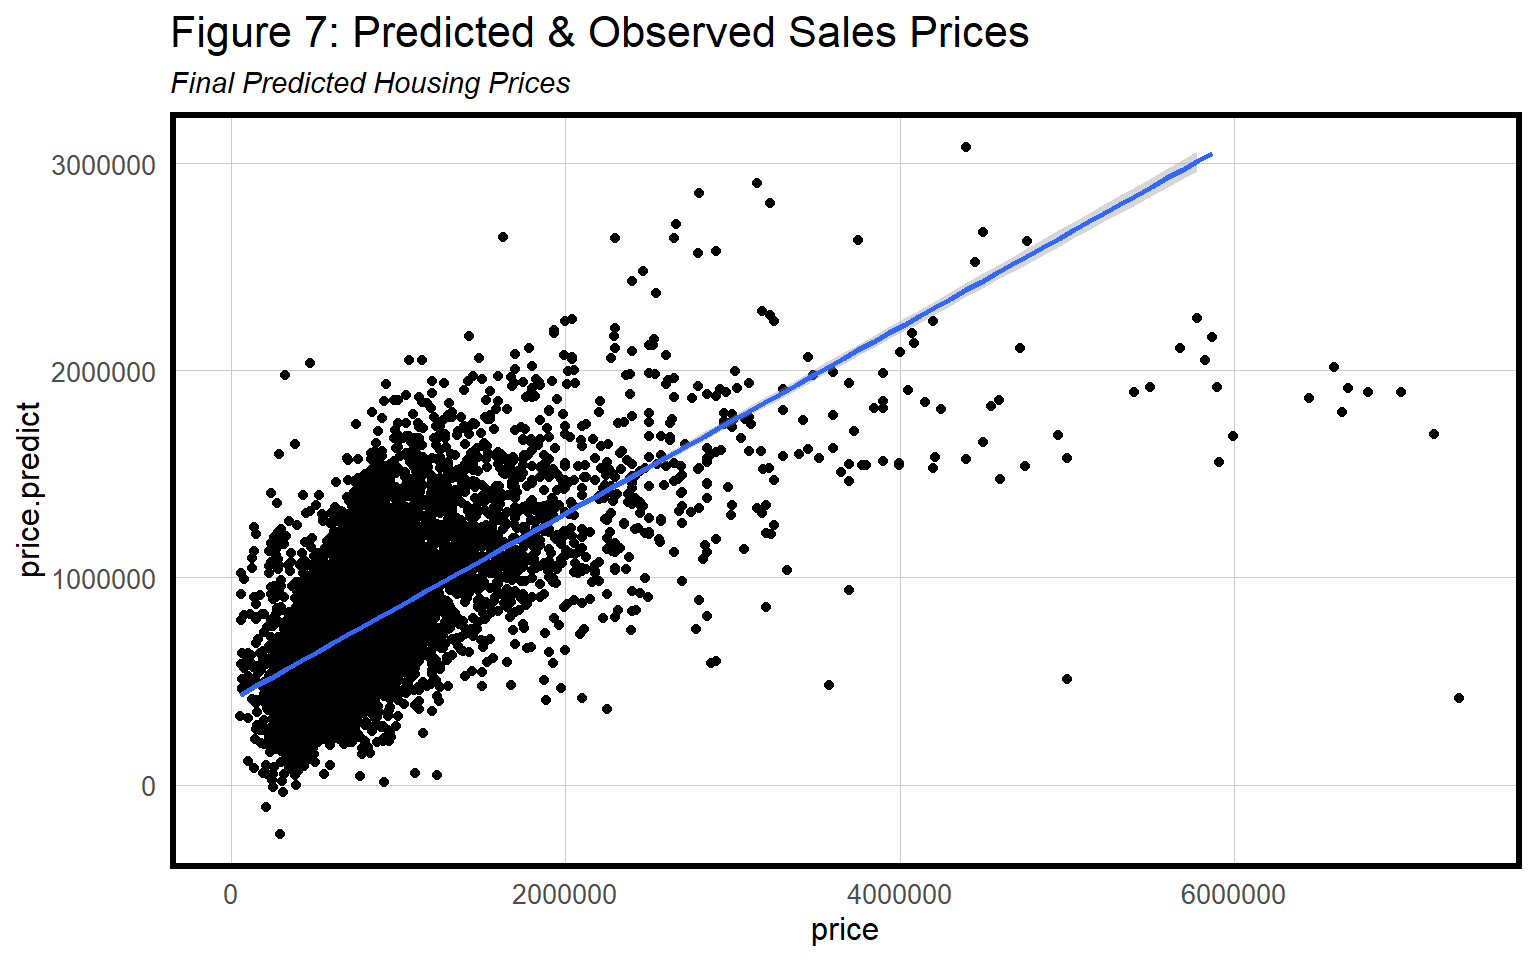 Figure 7: Predicted & Observed Sales Prices
Final Predicted Housing Prices
3000000
2000000
1000000
0
price.predict
0 2000000 4000000 6000000
price